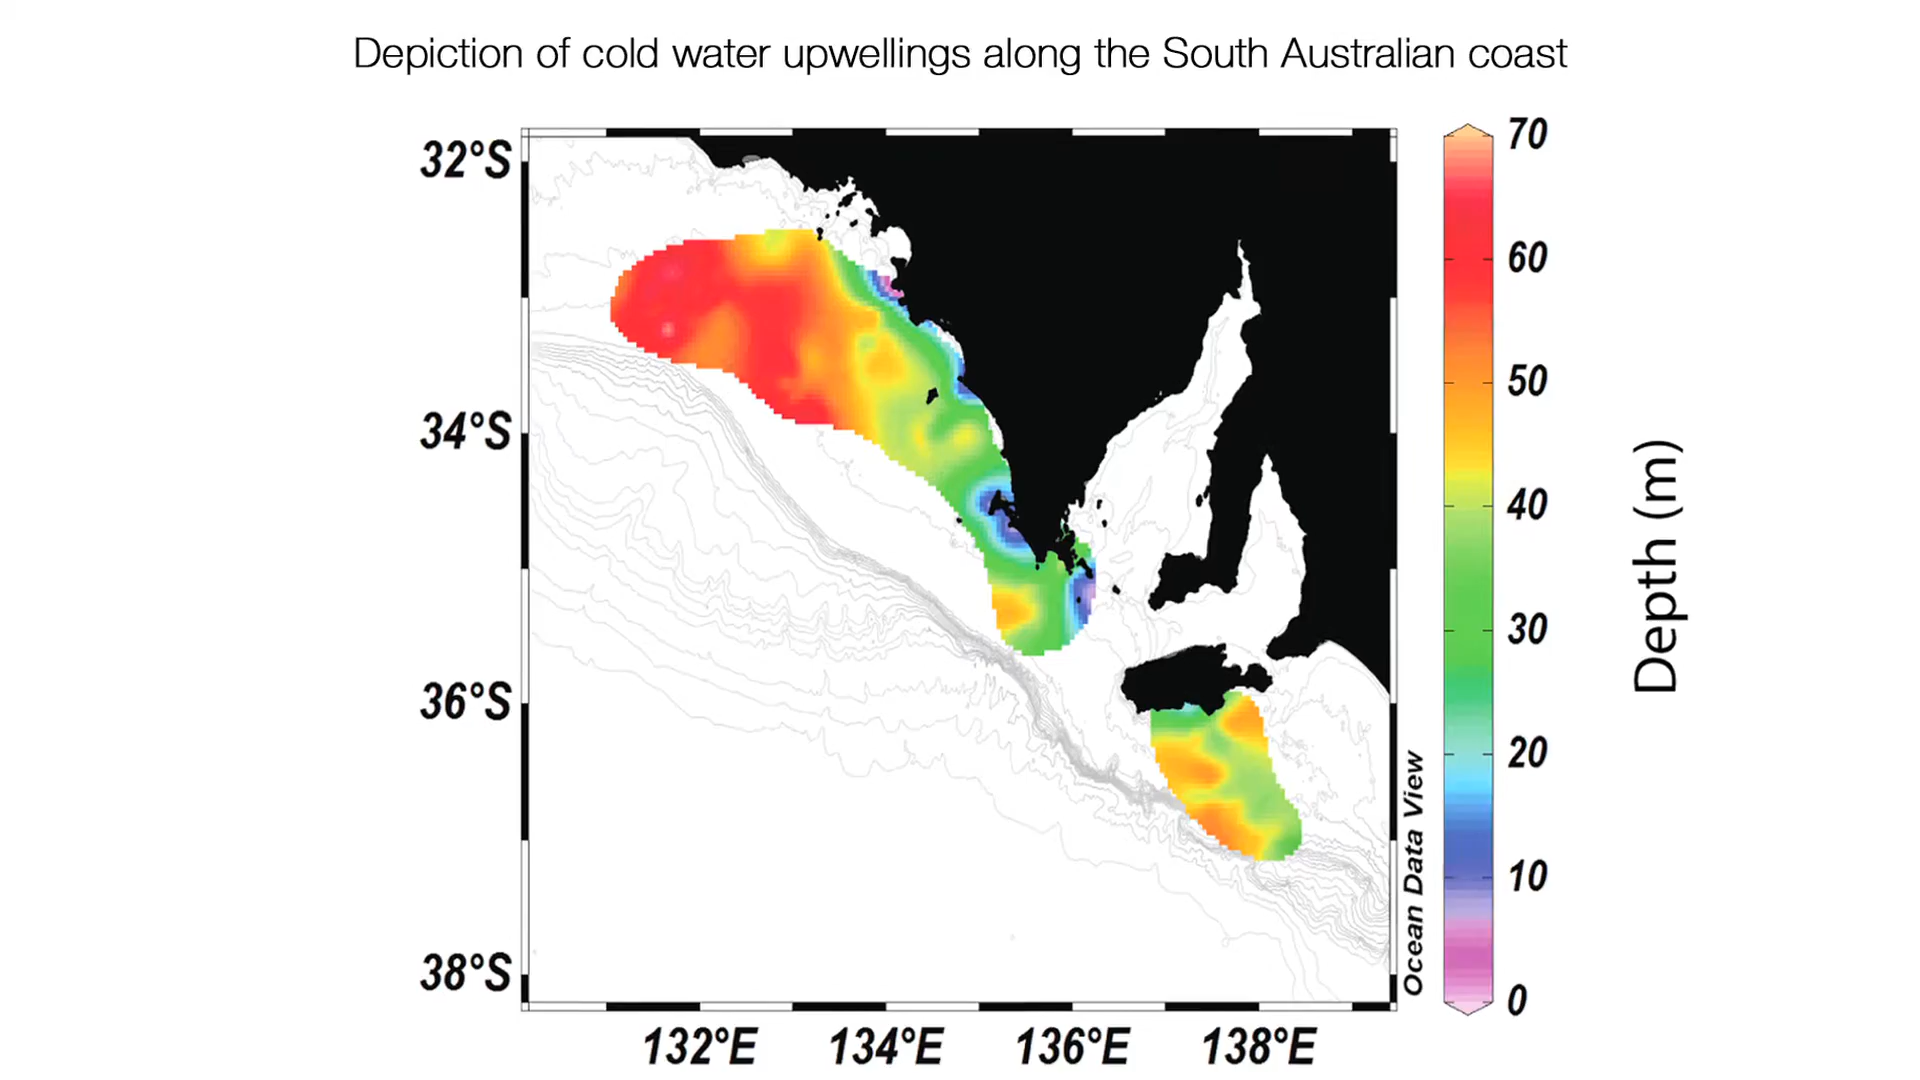 Depiction of cold water upwellings along the South Australian coast
32°S
34°S
36°S
38°S
132°E
134°E
136°E
138°E
Ocean Data View
70
60
50
40
30
20
10
0
Depth (m)